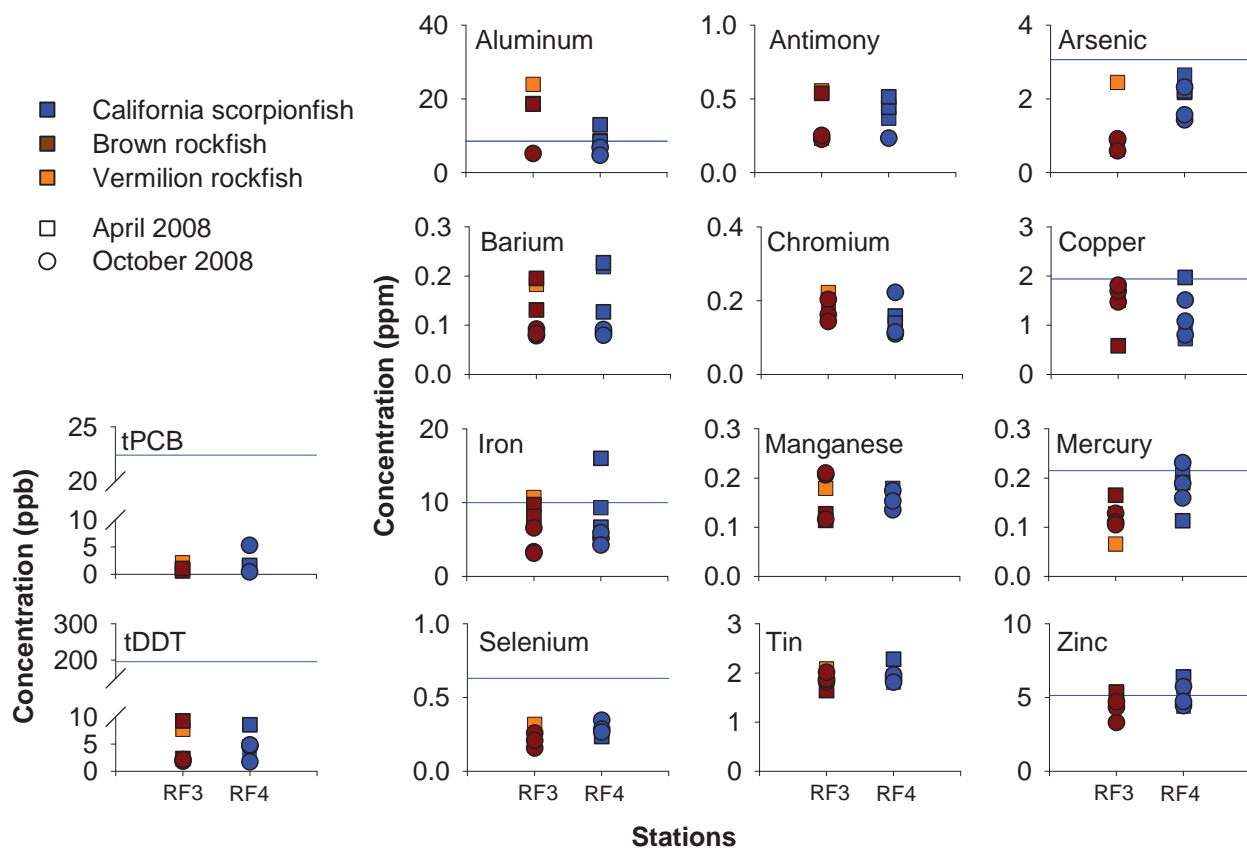 California scorpionfish
Brown rockfish
Vermilion rockfish
April 2008
October 2008
Concentration (ppm)
Aluminum
40
20
0
Antimony
1.0
0.5
0.0
Arsenic
4
2
0
Barium
0.3
0.2
0.1
0.0
Chromium
0.4
0.2
0.0
Copper
3
2
1
0
Iron
20
10
0
Manganese
0.3
0.2
0.1
0.0
Mercury
0.3
0.2
0.1
0.0
Selenium
1.0
0.5
0.0
RF3 RF4
Tin
3
2
1
0
RF3 RF4
Zinc
10
5
0
RF3 RF4
Concentration (ppb)
tPCB
25
20
10
5
0
tDDT
300
200
10
5
0
RF3 RF4
Stations